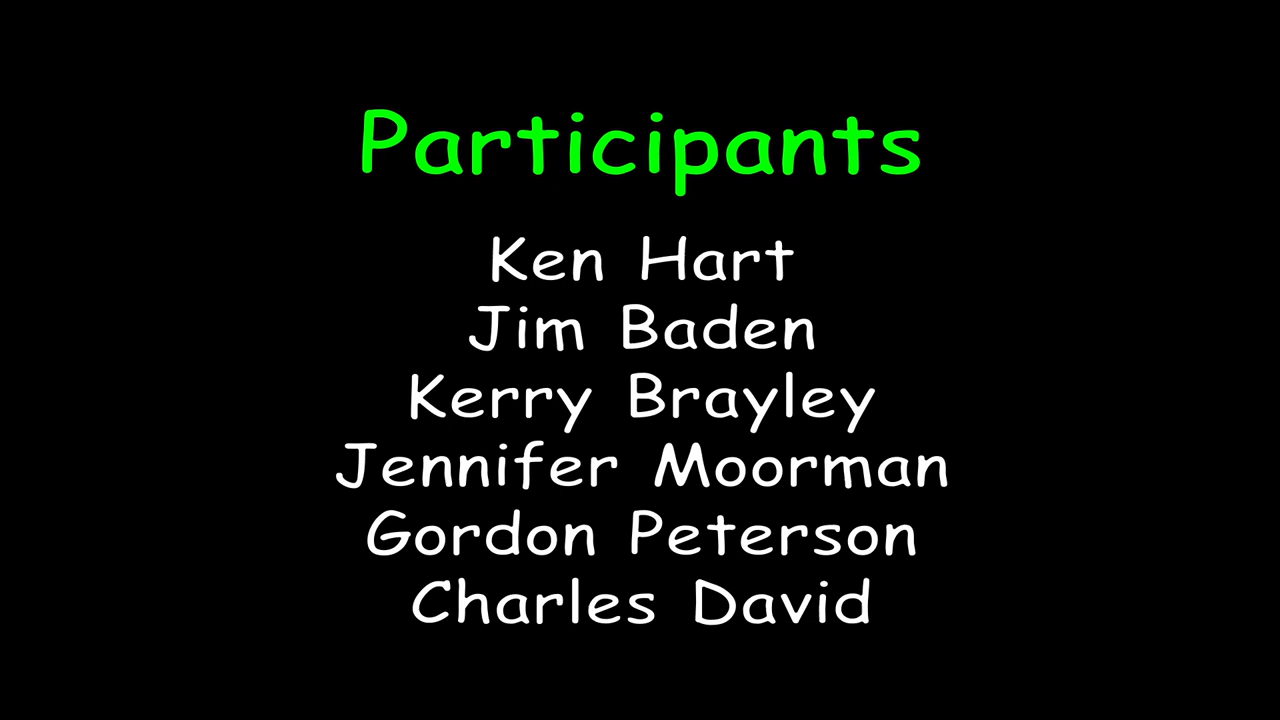 Participants
Ken Hart
Jim Baden
Kerry Brayley
Jennifer Moorman
Gordon Peterson
Charles David